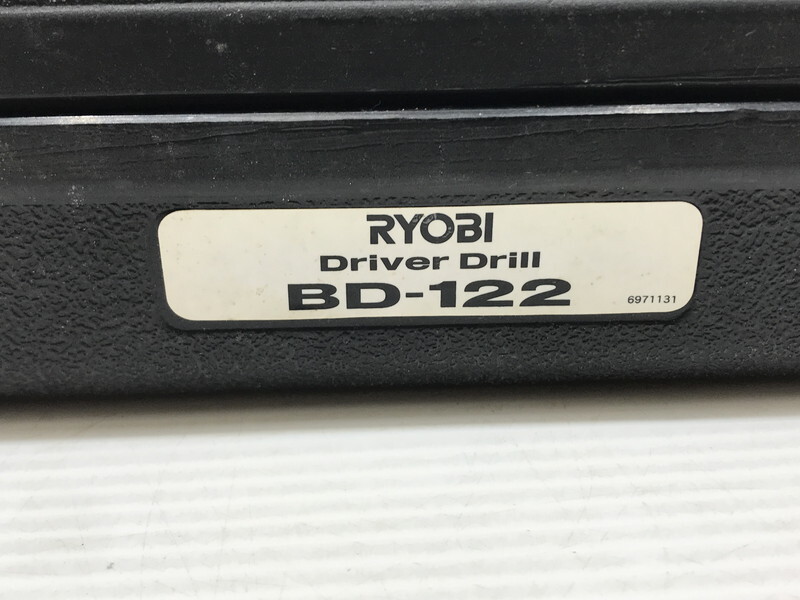 RYOBI
Driver Drill
BD-122
6971131